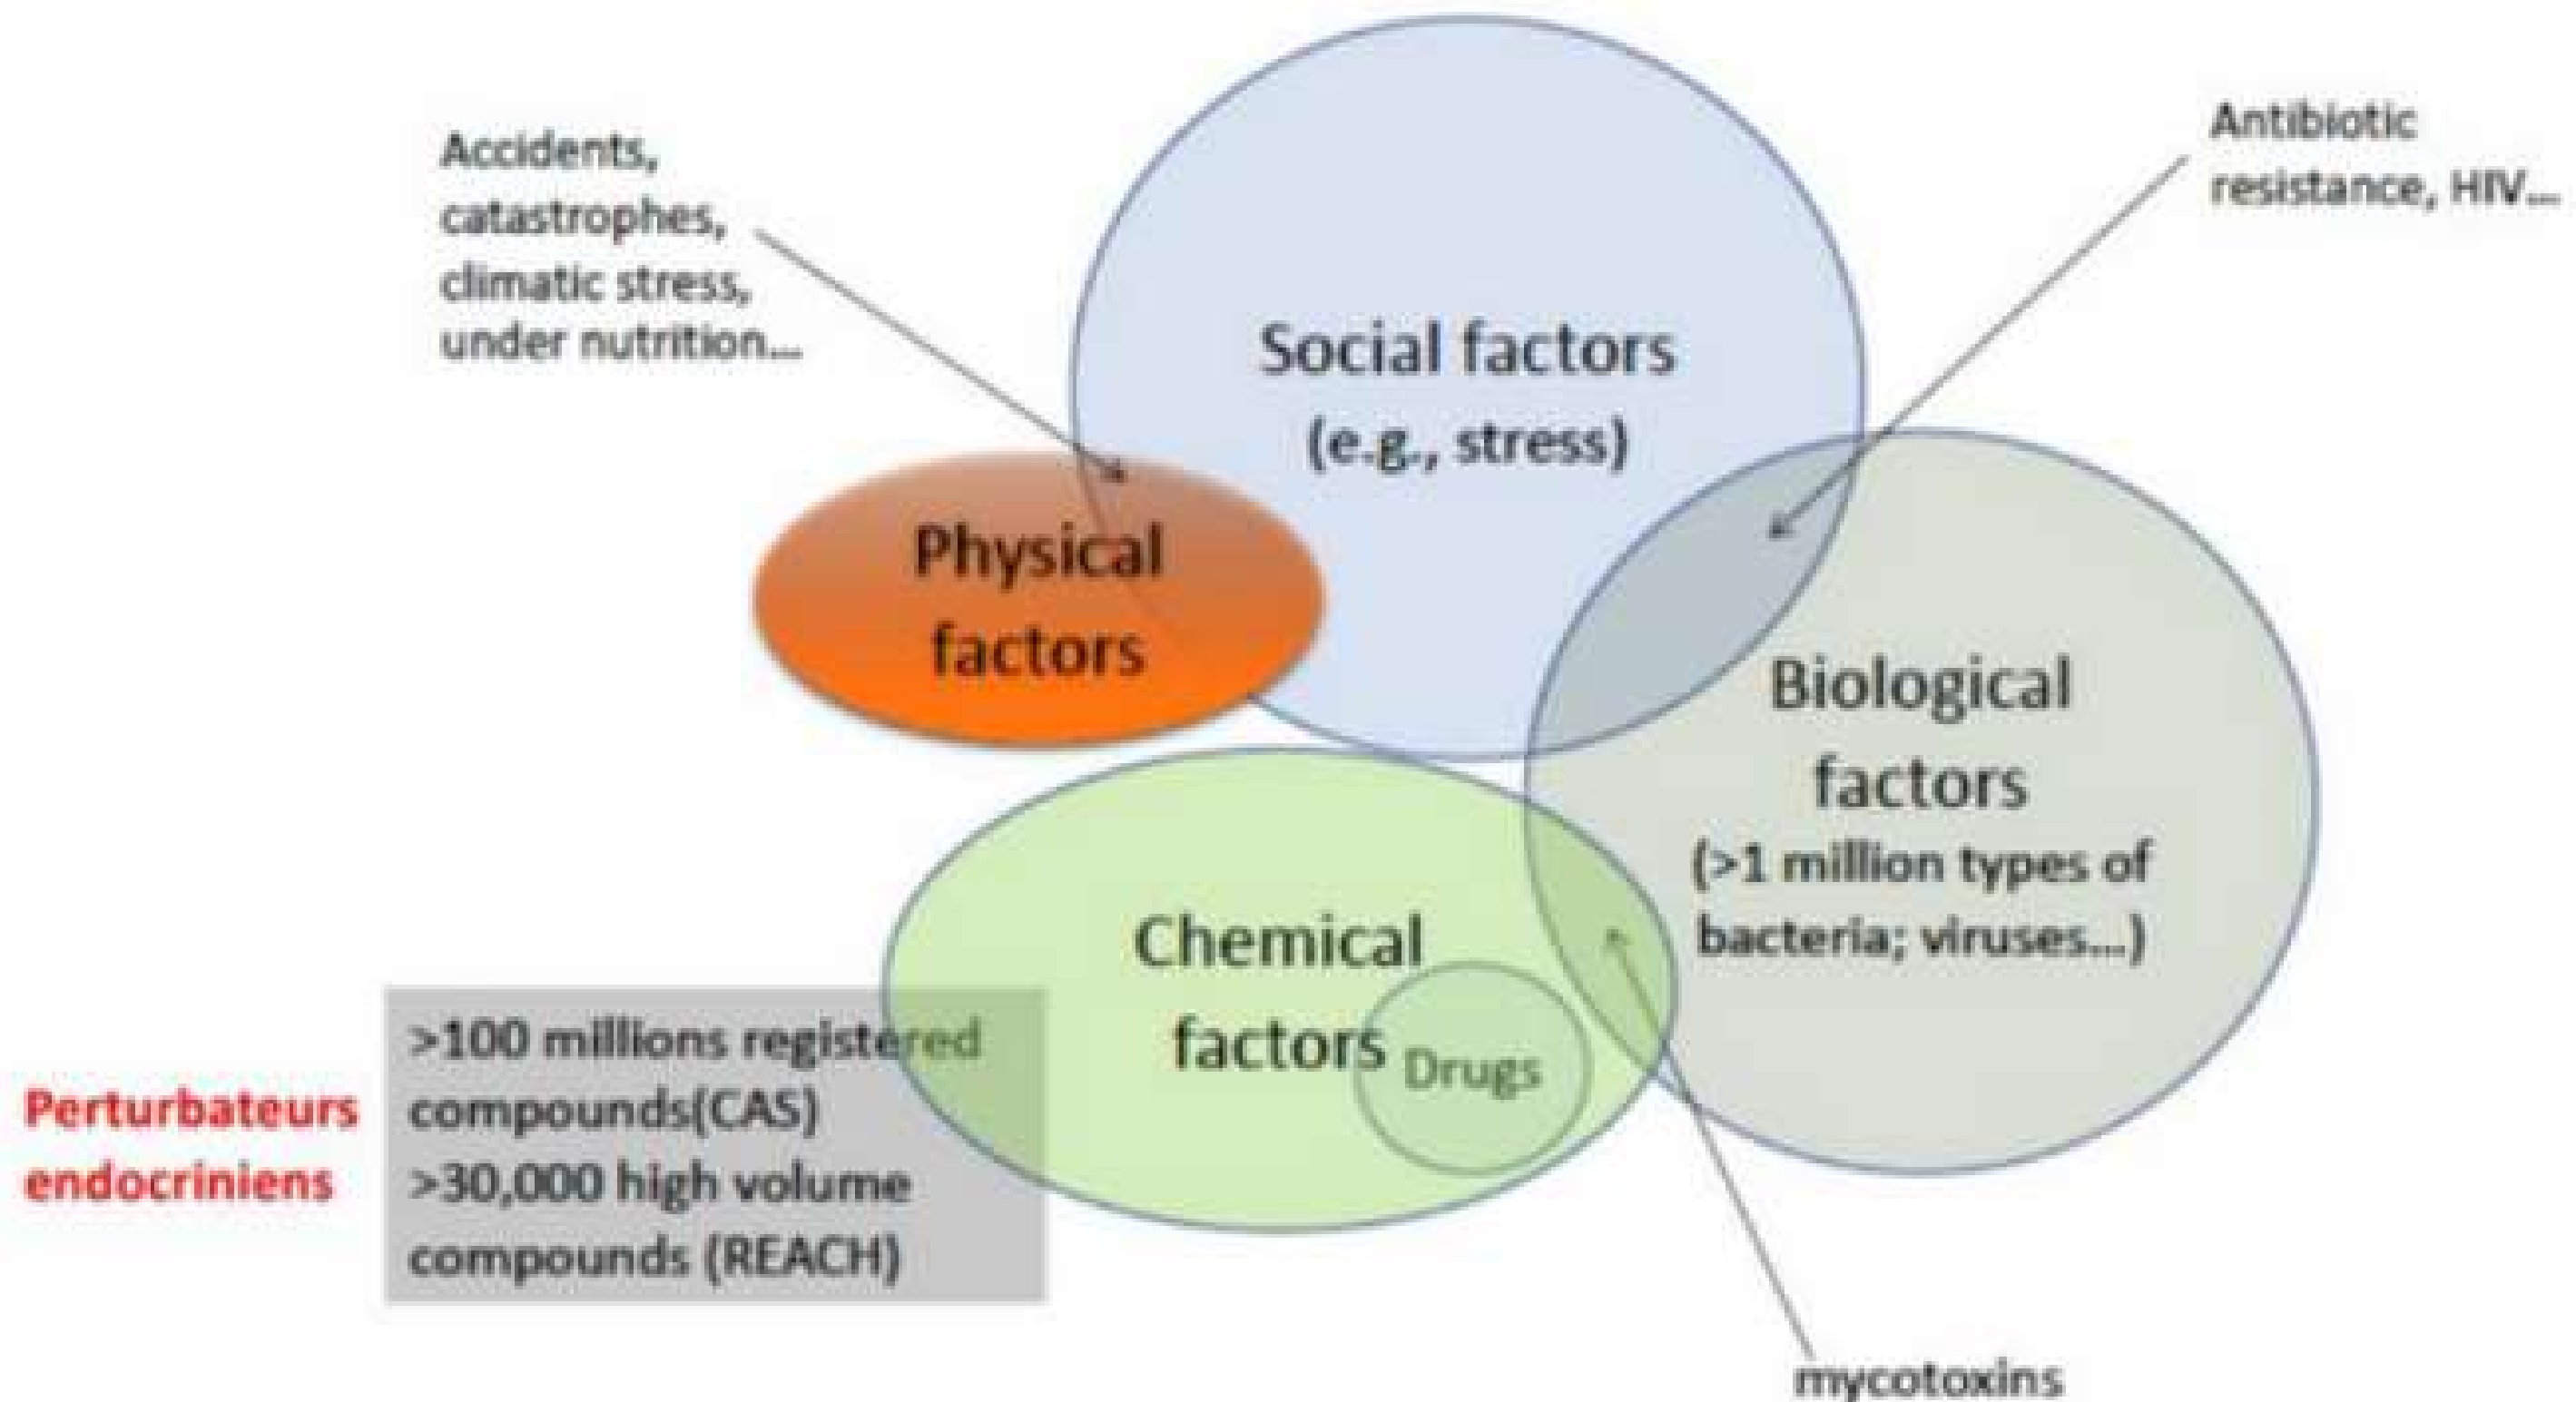 Accidents,
catastrophes,
climatic stress,
under nutrition...
Antibiotic
resistance, HIV...
Social factors
(e.g., stress)
Physical
factors
Biological
factors
(>1 million types of
bacteria; viruses...)
Chemical
factors
Drugs
>100 millions registered
compounds(CAS)
>30,000 high volume
compounds (REACH)
Perturbateurs
endocriniens
mycotoxins